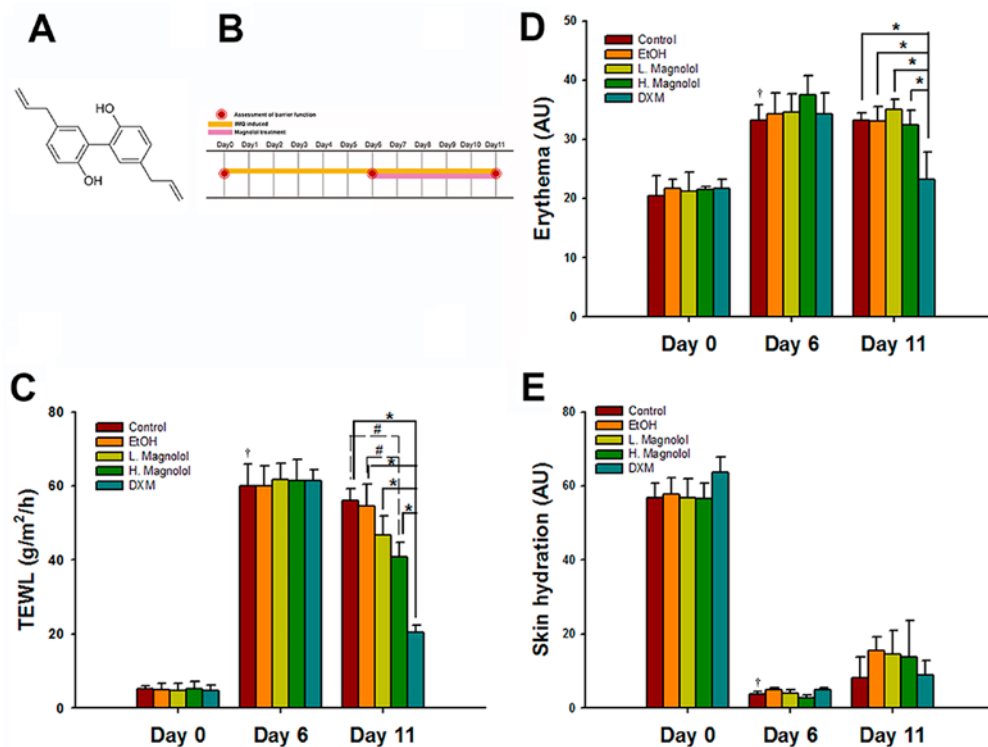 A
HO
OH
B
Assessment of barrier function
IMQ induced
Magnolol treatment
Day0 Day1 Day2 Day3 Day4 Day5 Day6 Day7 Day8 Day9 Day10 Day11
C
TEWL (g/m²/h)
80
60
40
20
0
Control
EtOH
L. Magnolol
H. Magnolol
DXM
†
*
#
#
*
*
*
Day 0 Day 6 Day 11
D
Erythema (AU)
50
40
30
20
10
0
Control
EtOH
L. Magnolol
H. Magnolol
DXM
†
*
*
*
*
Day 0 Day 6 Day 11
E
Skin hydration (AU)
80
60
40
20
0
Control
EtOH
L. Magnolol
H. Magnolol
DXM
†
Day 0 Day 6 Day 11